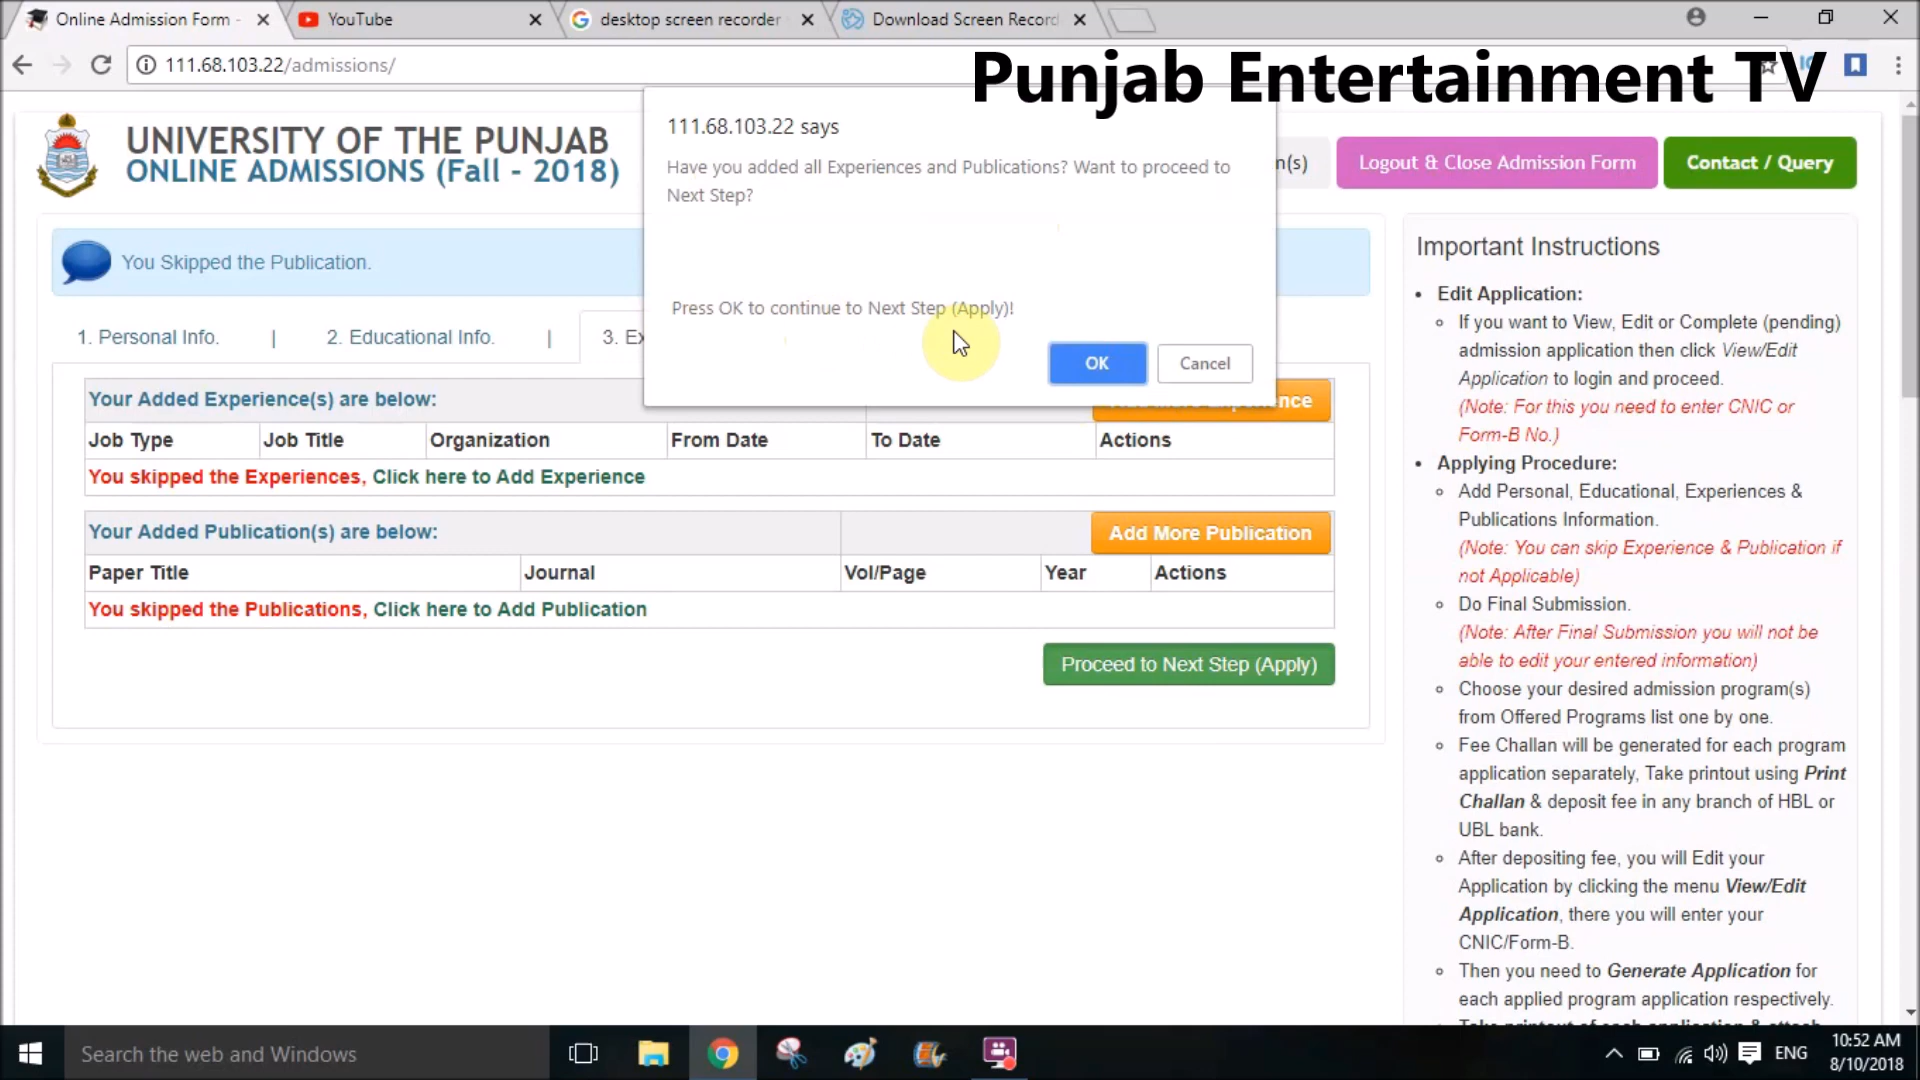 Online Admission Form -
YouTube
desktop screen recorder
Download Screen Record
111.68.103.22/admissions/
Punjab Entertainment TV
UNIVERSITY OF THE PUNJAB
ONLINE ADMISSIONS (Fall - 2018)
n(s)
Logout & Close Admission Form
Contact / Query
111.68.103.22 says
Have you added all Experiences and Publications? Want to proceed to
Next Step?
Press OK to continue to Next Step (Apply)!
OK
Cancel
You Skipped the Publication.
1. Personal Info.
|
2. Educational Info.
|
3. Ex
Your Added Experience(s) are below:
nce
Job Type
Job Title
Organization
From Date
To Date
Actions
You skipped the Experiences, Click here to Add Experience
Your Added Publication(s) are below:
Add More Publication
Paper Title
Journal
Vol/Page
Year
Actions
You skipped the Publications, Click here to Add Publication
Proceed to Next Step (Apply)
Important Instructions
Edit Application:
If you want to View, Edit or Complete (pending)
admission application then click View/Edit
Application to login and proceed.
(Note: For this you need to enter CNIC or
Form-B No.)
Applying Procedure:
Add Personal, Educational, Experiences &
Publications Information.
(Note: You can skip Experience & Publication if
not Applicable)
Do Final Submission.
(Note: After Final Submission you will not be
able to edit your entered information)
Choose your desired admission program(s)
from Offered Programs list one by one.
Fee Challan will be generated for each program
application separately, Take printout using Print
Challan & deposit fee in any branch of HBL or
UBL bank.
After depositing fee, you will Edit your
Application by clicking the menu View/Edit
Application, there you will enter your
CNIC/Form-B.
Then you need to Generate Application for
each applied program application respectively.
Take printout of each application & attach
Search the web and Windows
ENG
10:52 AM
8/10/2018